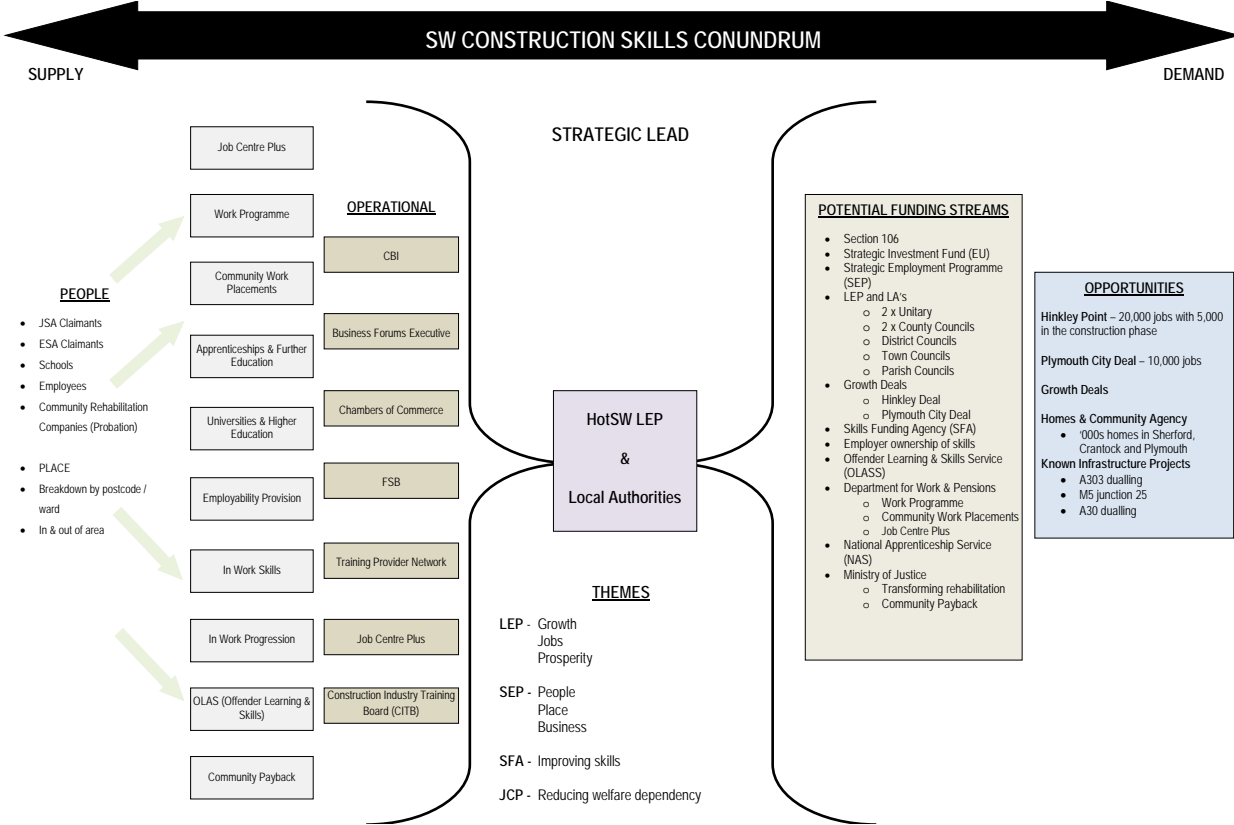 SW CONSTRUCTION SKILLS CONUNDRUM
SUPPLY
DEMAND
STRATEGIC LEAD
PEOPLE
• JSA Claimants
• ESA Claimants
• Schools
• Employees
• Community Rehabilitation
Companies (Probation)
• PLACE
• Breakdown by postcode /
ward
• In & out of area
Job Centre Plus
Work Programme
Community Work
Placements
Apprenticeships & Further
Education
Universities & Higher
Education
Employability Provision
In Work Skills
In Work Progression
OLAS (Offender Learning &
Skills)
Community Payback
OPERATIONAL
CBI
Business Forums Executive
Chambers of Commerce
FSB
Training Provider Network
Job Centre Plus
Construction Industry Training
Board (CITB)
HotSW LEP
&
Local Authorities
THEMES
LEP - Growth
Jobs
Prosperity
SEP - People
Place
Business
SFA - Improving skills
JCP - Reducing welfare dependency
POTENTIAL FUNDING STREAMS
• Section 106
• Strategic Investment Fund (EU)
• Strategic Employment Programme
(SEP)
• LEP and LA's
o 2 x Unitary
o 2 x County Councils
o District Councils
o Town Councils
o Parish Councils
• Growth Deals
o Hinkley Deal
o Plymouth City Deal
• Skills Funding Agency (SFA)
• Employer ownership of skills
• Offender Learning & Skills Service
(OLASS)
• Department for Work & Pensions
o Work Programme
o Community Work Placements
o Job Centre Plus
• National Apprenticeship Service
(NAS)
• Ministry of Justice
o Transforming rehabilitation
o Community Payback
OPPORTUNITIES
Hinkley Point – 20,000 jobs with 5,000
in the construction phase
Plymouth City Deal – 10,000 jobs
Growth Deals
Homes & Community Agency
• '000s homes in Sherford,
Crantock and Plymouth
Known Infrastructure Projects
• A303 dualling
• M5 junction 25
• A30 dualling